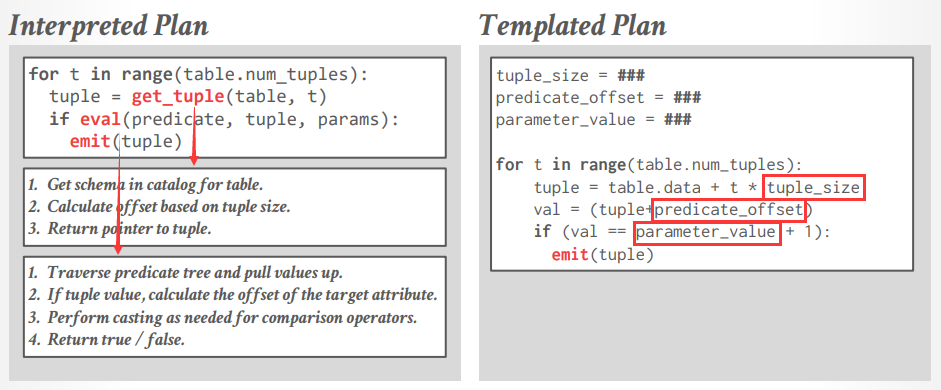 Interpreted Plan
for t in range(table.num_tuples):
tuple = get_tuple(table, t)
if eval(predicate, tuple, params):
emit(tuple)
1. Get schema in catalog for table.
2. Calculate offset based on tuple size.
3. Return pointer to tuple.
1. Traverse predicate tree and pull values up.
2. If tuple value, calculate the offset of the target attribute.
3. Perform casting as needed for comparison operators.
4. Return true / false.
Templated Plan
tuple_size = ###
predicate_offset = ###
parameter_value = ###
for t in range(table.num_tuples):
tuple = table.data + t * tuple_size
val = (tuple+predicate_offset)
if (val == parameter_value + 1):
emit(tuple)